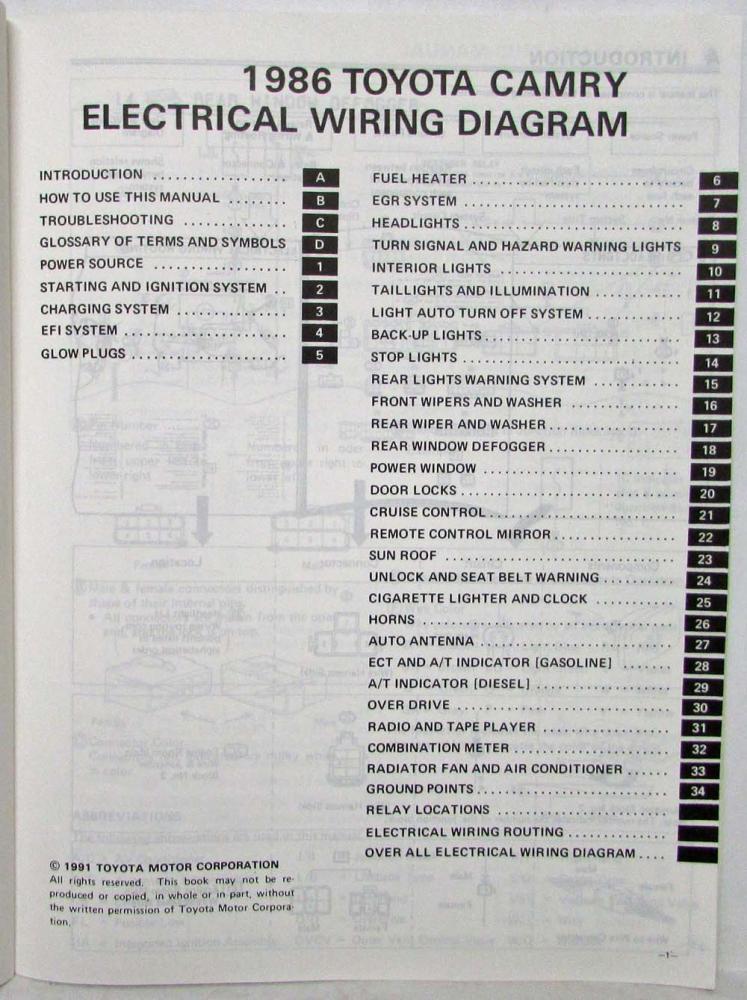 1986 TOYOTA CAMRY
ELECTRICAL WIRING DIAGRAM
INTRODUCTION ................. A
HOW TO USE THIS MANUAL ........ B
TROUBLESHOOTING .............. C
GLOSSARY OF TERMS AND SYMBOLS D
POWER SOURCE ................. 1
STARTING AND IGNITION SYSTEM .. 2
CHARGING SYSTEM .............. 3
EFI SYSTEM ..................... 4
GLOW PLUGS .................... 5
FUEL HEATER ............................ 6
EGR SYSTEM ............................. 7
HEADLIGHTS ............................. 8
TURN SIGNAL AND HAZARD WARNING LIGHTS 9
INTERIOR LIGHTS ......................... 10
TAILLIGHTS AND ILLUMINATION ........... 11
LIGHT AUTO TURN OFF SYSTEM ............ 12
BACK-UP LIGHTS .......................... 13
STOP LIGHTS ............................. 14
REAR LIGHTS WARNING SYSTEM ........... 15
FRONT WIPERS AND WASHER .............. 16
REAR WIPER AND WASHER ................. 17
REAR WINDOW DEFOGGER ................. 18
POWER WINDOW .......................... 19
DOOR LOCKS ............................. 20
CRUISE CONTROL ......................... 21
REMOTE CONTROL MIRROR ................ 22
SUN ROOF ............................... 23
UNLOCK AND SEAT BELT WARNING .......... 24
CIGARETTE LIGHTER AND CLOCK ........... 25
HORNS .................................. 26
AUTO ANTENNA .......................... 27
ECT AND A/T INDICATOR [GASOLINE] ....... 28
A/T INDICATOR [DIESEL] .................. 29
OVER DRIVE ............................. 30
RADIO AND TAPE PLAYER ................. 31
COMBINATION METER ..................... 32
RADIATOR FAN AND AIR CONDITIONER ...... 33
GROUND POINTS .......................... 34
RELAY LOCATIONS ........................
ELECTRICAL WIRING ROUTING .............
OVER ALL ELECTRICAL WIRING DIAGRAM ....
© 1991 TOYOTA MOTOR CORPORATION
All rights reserved. This book may not be re-
produced or copied, in whole or in part, without
the written permission of Toyota Motor Corpora-
tion.
—1—